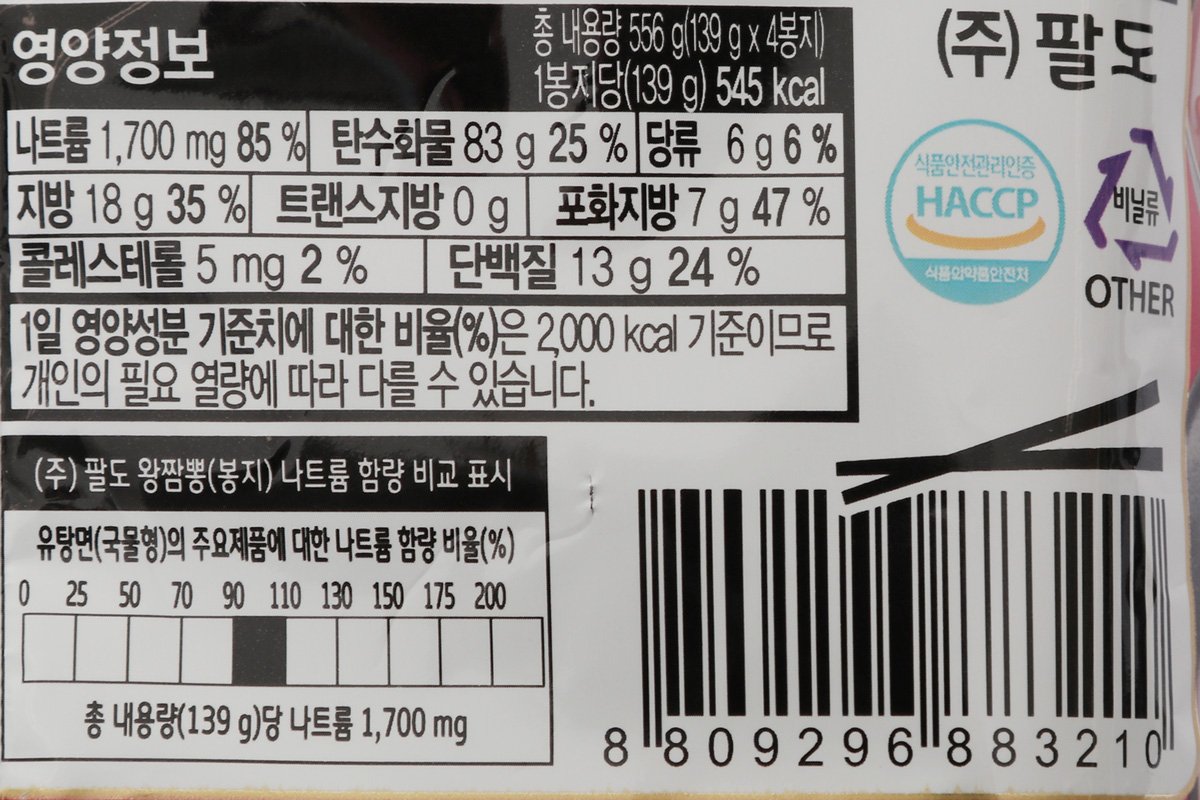 영양정보
총 내용량 556 g(139 g x 4봉지)
1봉지당(139 g) 545 kcal
나트륨 1,700 mg 85 % 탄수화물 83 g 25 % 당류 6 g 6 %
지방 18 g 35 % 트랜스지방 0 g 포화지방 7 g 47 %
콜레스테롤 5 mg 2 % 단백질 13 g 24 %
1일 영양성분 기준치에 대한 비율(%)은 2,000 kcal 기준이므로
개인의 필요 열량에 따라 다를 수 있습니다.
(주) 팔도
식품안전관리인증
HACCP
식품의약품안전처
비닐류
OTHER
(주) 팔도 왕짬뽕(봉지) 나트륨 함량 비교 표시
유탕면(국물형)의 주요제품에 대한 나트륨 함량 비율(%)
0 25 50 70 90 110 130 150 175 200
총 내용량(139 g)당 나트륨 1,700 mg
8 809296 883210